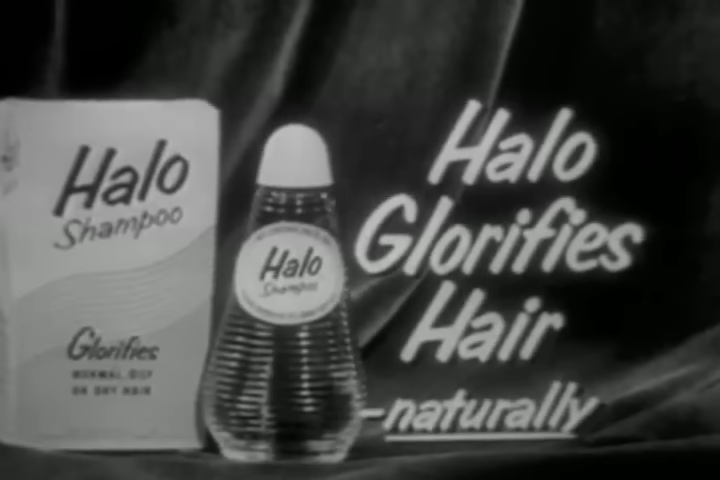 Halo
Shampoo
Glorifies
NORMAL, OILY
OR DRY HAIR
Halo
Shampoo
Halo
Glorifies
Hair
-naturally